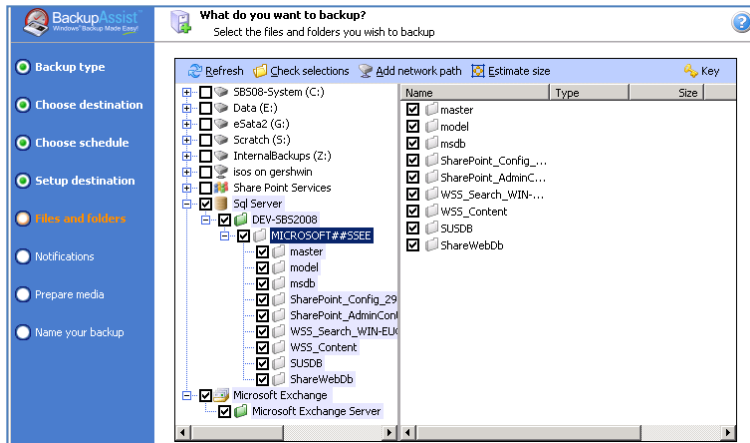 BackupAssist
Windows Backup Made Easy!
What do you want to backup?
Select the files and folders you wish to backup
Backup type
Choose destination
Choose schedule
Setup destination
Files and folders
Notifications
Prepare media
Name your backup
Refresh Check selections Add network path Estimate size Key
SBS08-System (C:)
Data (E:)
eSata2 (G:)
Scratch (S:)
InternalBackups (Z:)
isos on gershwin
Share Point Services
Sql Server
DEV-SBS2008
MICROSOFT##SSEE
master
model
msdb
SharePoint_Config_29
SharePoint_AdminCont
WSS_Search_WIN-EU
WSS_Content
SUSDB
ShareWebDb
Microsoft Exchange
Microsoft Exchange Server
Name Type Size
master
model
msdb
SharePoint_Config_...
SharePoint_AdminC...
WSS_Search_WIN-...
WSS_Content
SUSDB
ShareWebDb